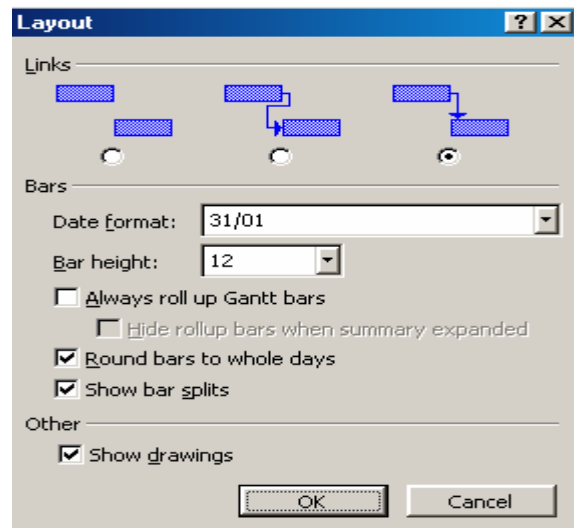 Layout
Links
Bars
Date format: 31/01
Bar height: 12
Always roll up Gantt bars
Hide rollup bars when summary expanded
Round bars to whole days
Show bar splits
Other
Show drawings
OK Cancel